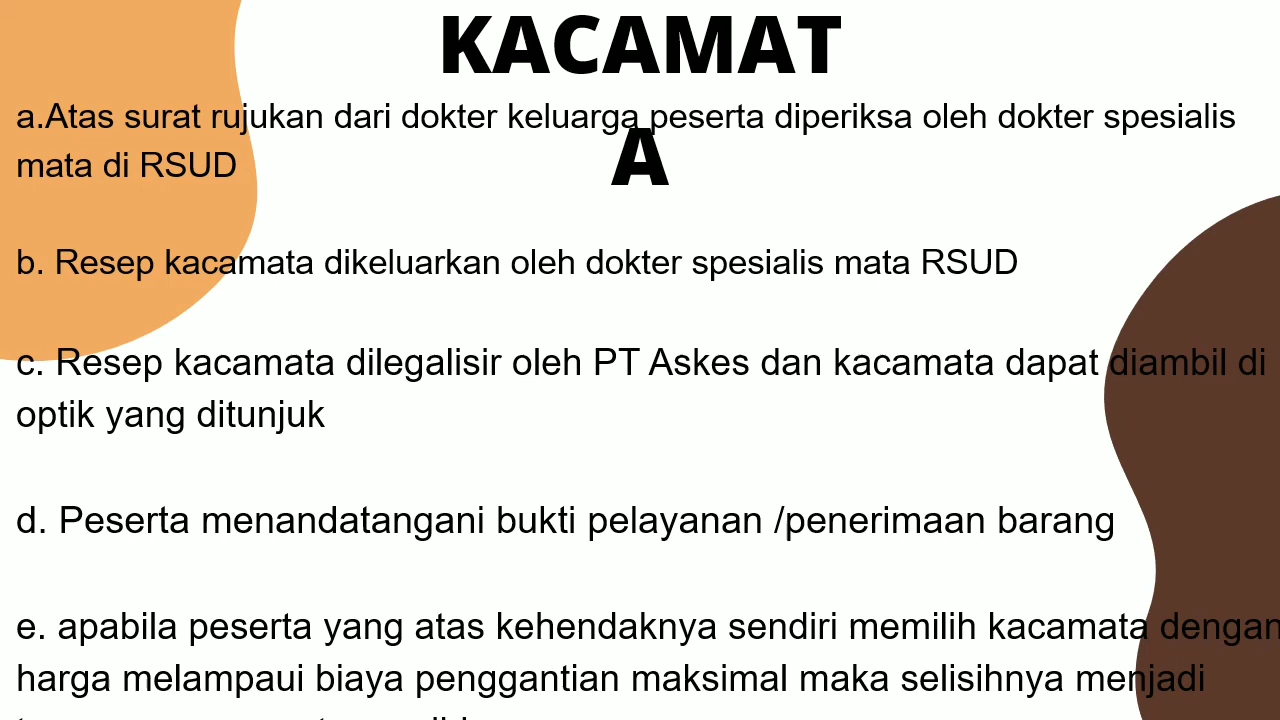 KACAMAT
a.Atas surat rujukan dari dokter keluarga peserta diperiksa oleh dokter spesialis
A
mata di RSUD
b. Resep kacamata dikeluarkan oleh dokter spesialis mata RSUD
c. Resep kacamata dilegalisir oleh PT Askes dan kacamata dapat diambil di
optik yang ditunjuk
d. Peserta menandatangani bukti pelayanan /penerimaan barang
e. apabila peserta yang atas kehendaknya sendiri memilih kacamata dengan
harga melampaui biaya penggantian maksimal maka selisihnya menjadi